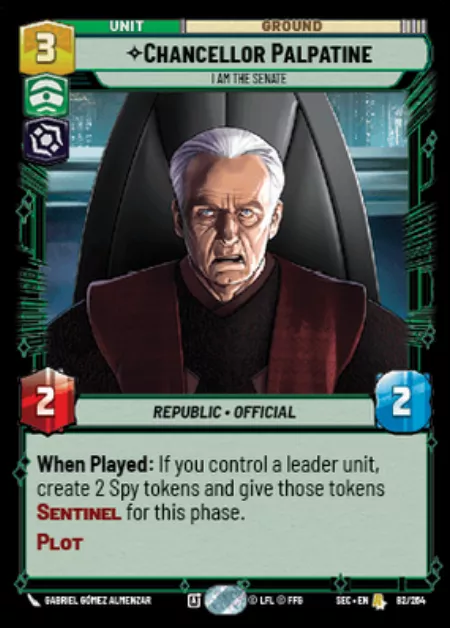 UNIT GROUND
3 ✧CHANCELLOR PALPATINE
I AM THE SENATE
2 REPUBLIC • OFFICIAL 2
When Played: If you control a leader unit,
create 2 Spy tokens and give those tokens
SENTINEL for this phase.
PLOT
GABRIEL GÓMEZ ALMENZAR A © LFL © FFG SEC • EN 82/264